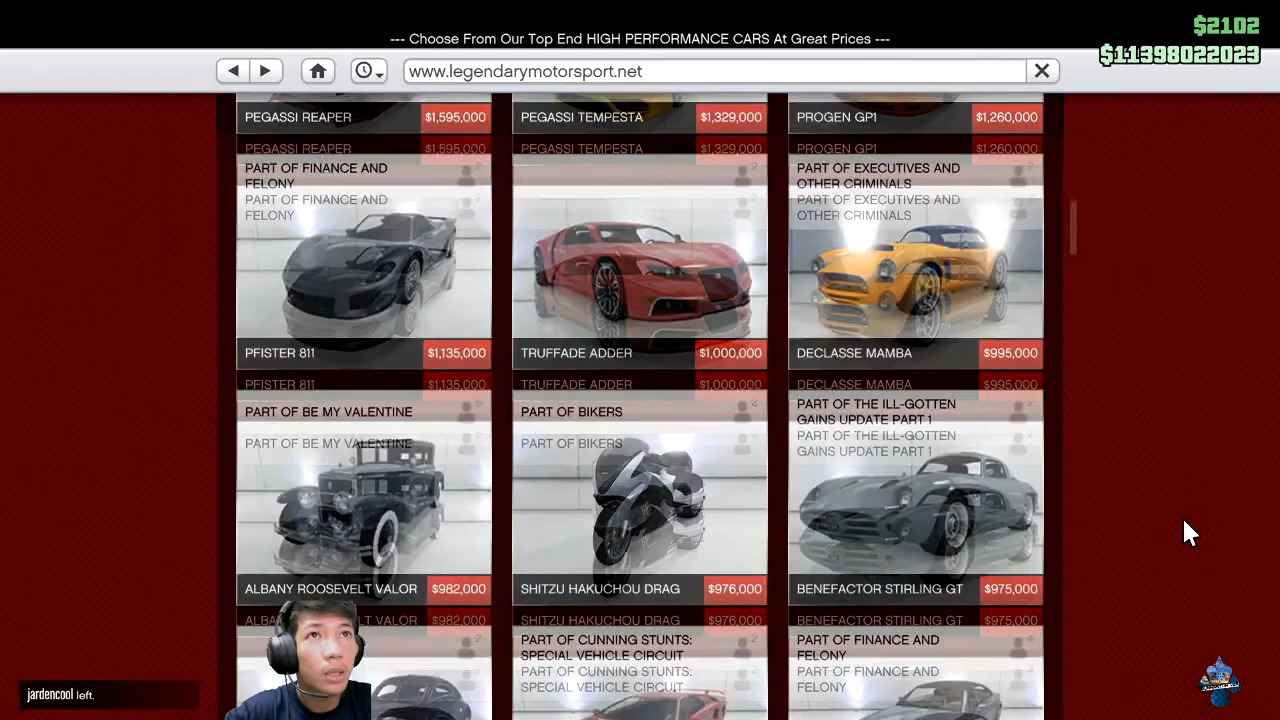 $2102
--- Choose From Our Top End HIGH PERFORMANCE CARS At Great Prices ---
$11398022023
www.legendarymotorsport.net
PEGASSI REAPER $1,595,000
PEGASSI TEMPESTA $1,329,000
PROGEN GP1 $1,260,000
PEGASSI REAPER $1,595,000
PEGASSI TEMPESTA $1,329,000
PROGEN GP1 $1,260,000
PART OF FINANCE AND
FELONY
PART OF FINANCE AND
FELONY
PART OF EXECUTIVES AND
OTHER CRIMINALS
PART OF EXECUTIVES AND
OTHER CRIMINALS
PFISTER 811 $1,135,000
TRUFFADE ADDER $1,000,000
DECLASSE MAMBA $995,000
PFISTER 811 $1,135,000
TRUFFADE ADDER $1,000,000
DECLASSE MAMBA $995,000
PART OF BE MY VALENTINE
PART OF BE MY VALENTINE
PART OF BIKERS
PART OF BIKERS
PART OF THE ILL-GOTTEN
GAINS UPDATE PART 1
PART OF THE ILL-GOTTEN
GAINS UPDATE PART 1
ALBANY ROOSEVELT VALOR $982,000
SHITZU HAKUCHOU DRAG $976,000
BENEFACTOR STIRLING GT $975,000
VALOR $982,000
SHITZU HAKUCHOU DRAG $976,000
BENEFACTOR STIRLING GT $975,000
PART OF CUNNING STUNTS:
SPECIAL VEHICLE CIRCUIT
PART OF CUNNING STUNTS:
SPECIAL VEHICLE CIRCUIT
PART OF FINANCE AND
FELONY
PART OF FINANCE AND
FELONY
jardencool left.